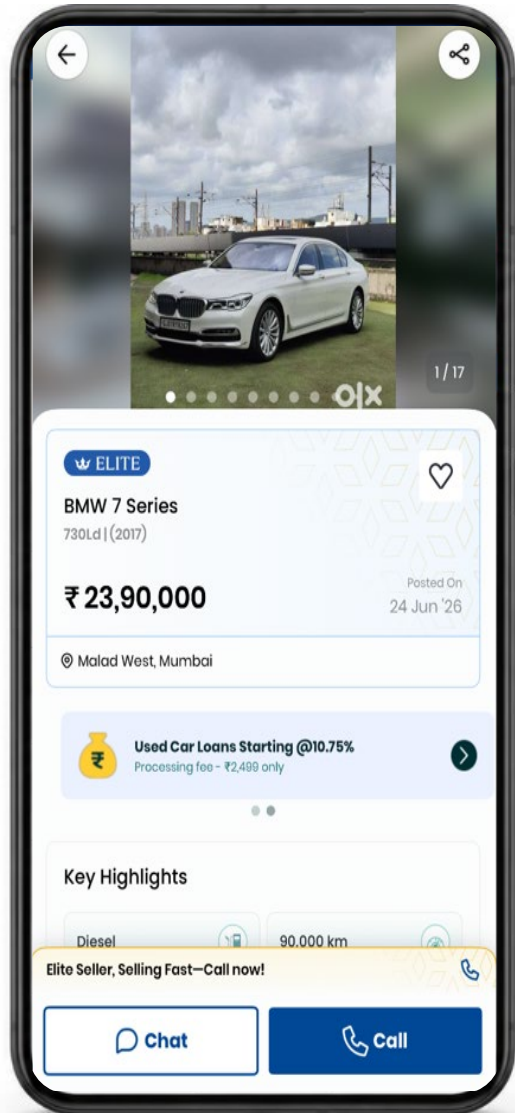 1 / 17
olx
ELITE
BMW 7 Series
730Ld | (2017)
₹ 23,90,000
Posted On
24 Jun '26
Malad West, Mumbai
₹
Used Car Loans Starting @10.75%
Processing fee - ₹2,499 only
Key Highlights
Diesel
90,000 km
Elite Seller, Selling Fast—Call now!
Chat
Call